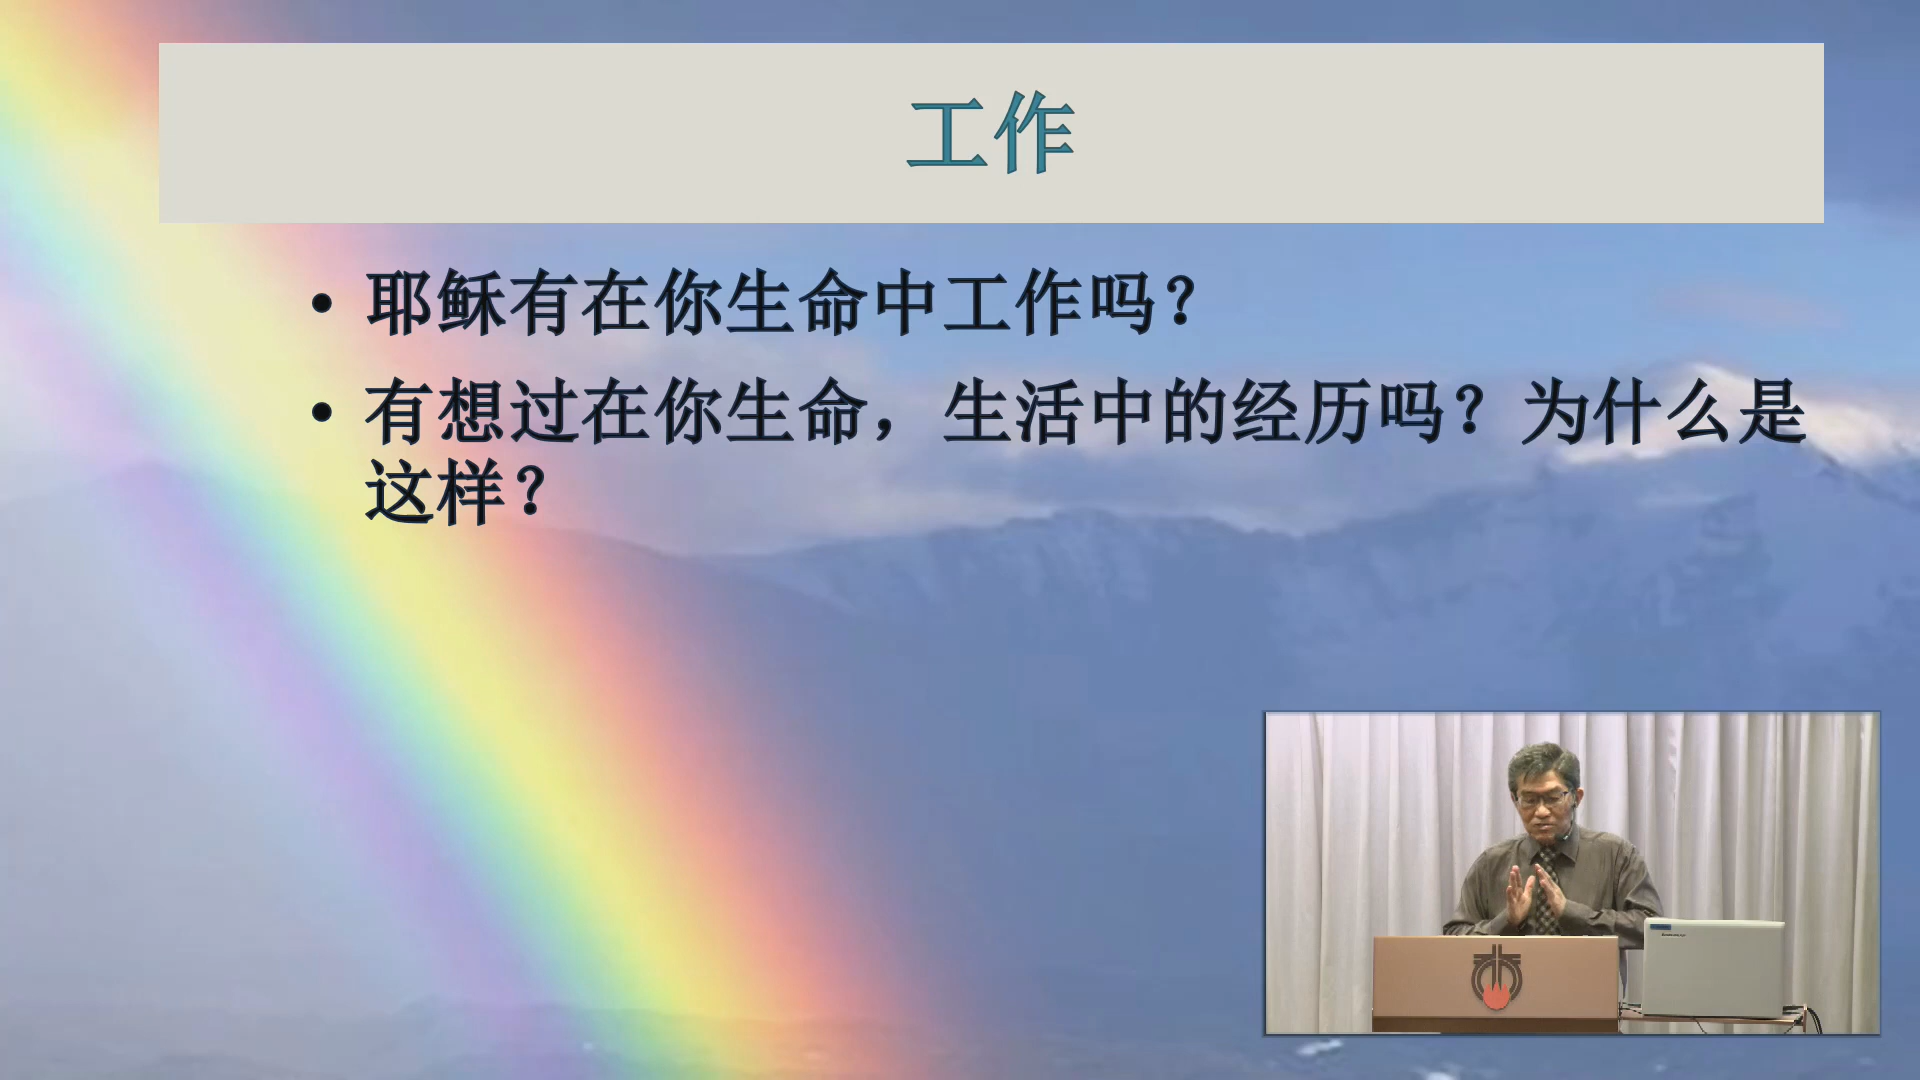 工作
• 耶稣有在你生命中工作吗？
• 有想过在你生命，生活中的经历吗？为什么是
这样？